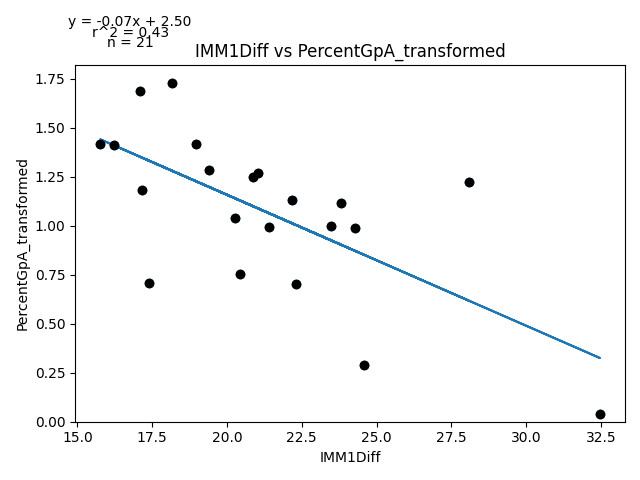 y = -0.07x + 2.50
r^2 = 0.43
n = 21
IMM1Diff vs PercentGpA_transformed
1.75
1.50
1.25
1.00
0.75
0.50
0.25
0.00
PercentGpA_transformed
15.0 17.5 20.0 22.5 25.0 27.5 30.0 32.5
IMM1Diff